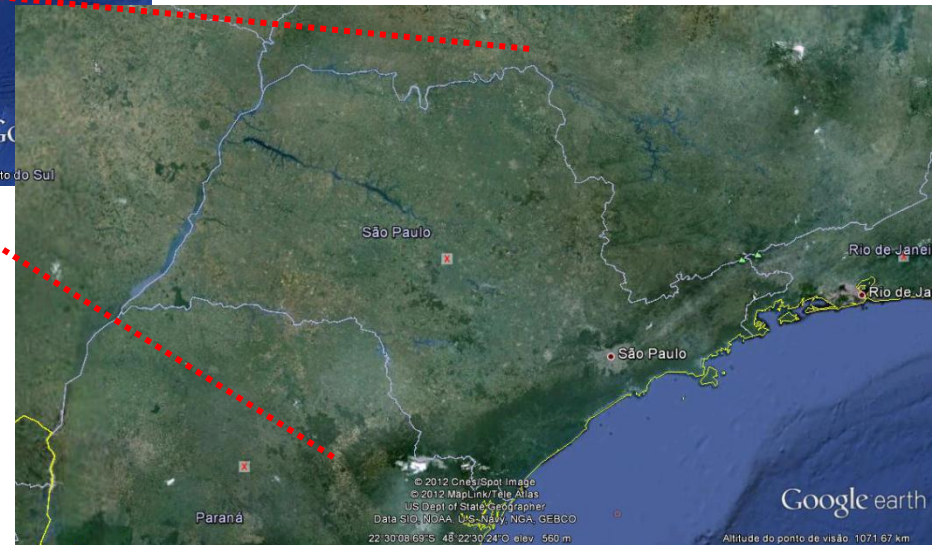 to do Sul
São Paulo
Rio de Janei
Rio de Ja
São Paulo
© 2012 Cnes/Spot Image
© 2012 MapLink/Tele Atlas
US Dept of State Geographer
Data SIO, NOAA, U.S. Navy, NGA, GEBCO
Paraná
22°30'08.69"S 48°22'30.24"O elev 560 m
Google earth
Altitude do ponto de visão 1071.67 km